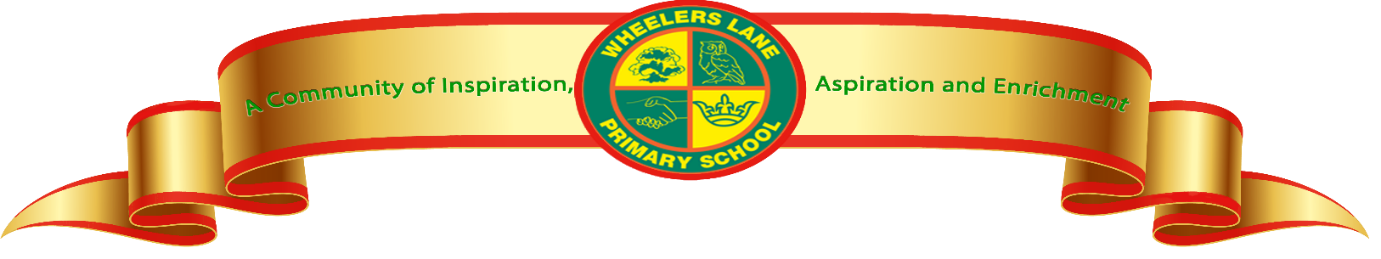 A Community of Inspiration,
WHEELERS LANE
PRIMARY SCHOOL
Aspiration and Enrichment